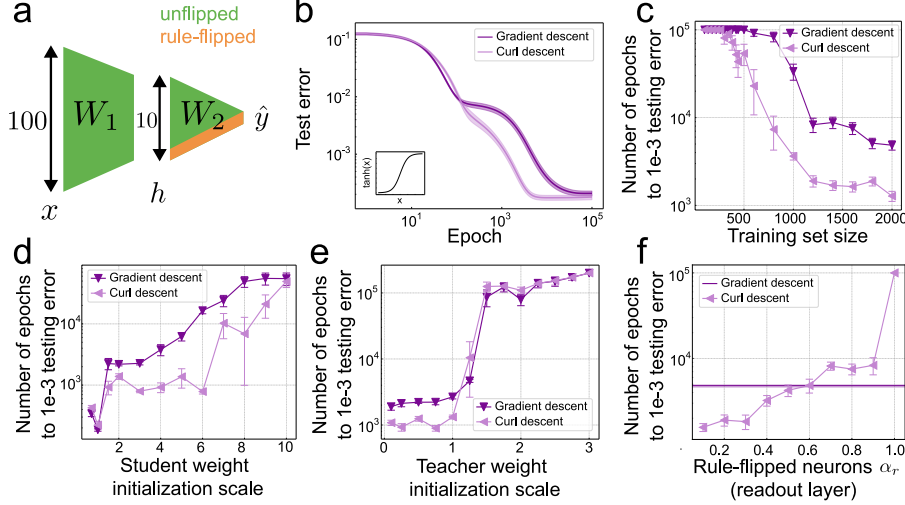 a
unflipped
rule-flipped
100
W1
10
W2
ŷ
x
h
b
Test error
10^-1
10^-2
10^-3
Gradient descent
Curl descent
tanh(x)
x
10^1
10^3
10^5
Epoch
c
Number of epochs
to 1e-3 testing error
10^5
10^4
10^3
Gradient descent
Curl descent
500
1000
1500
2000
Training set size
d
Number of epochs
to 1e-3 testing error
10^4
10^3
Gradient descent
Curl descent
2
4
6
8
10
Student weight
initialization scale
e
Number of epochs
to 1e-3 testing error
10^5
10^4
10^3
Gradient descent
Curl descent
0
1
2
3
Teacher weight
initialization scale
f
Number of epochs
to 1e-3 testing error
10^5
10^4
10^3
Gradient descent
Curl descent
0.2
0.4
0.6
0.8
1.0
Rule-flipped neurons αr
(readout layer)